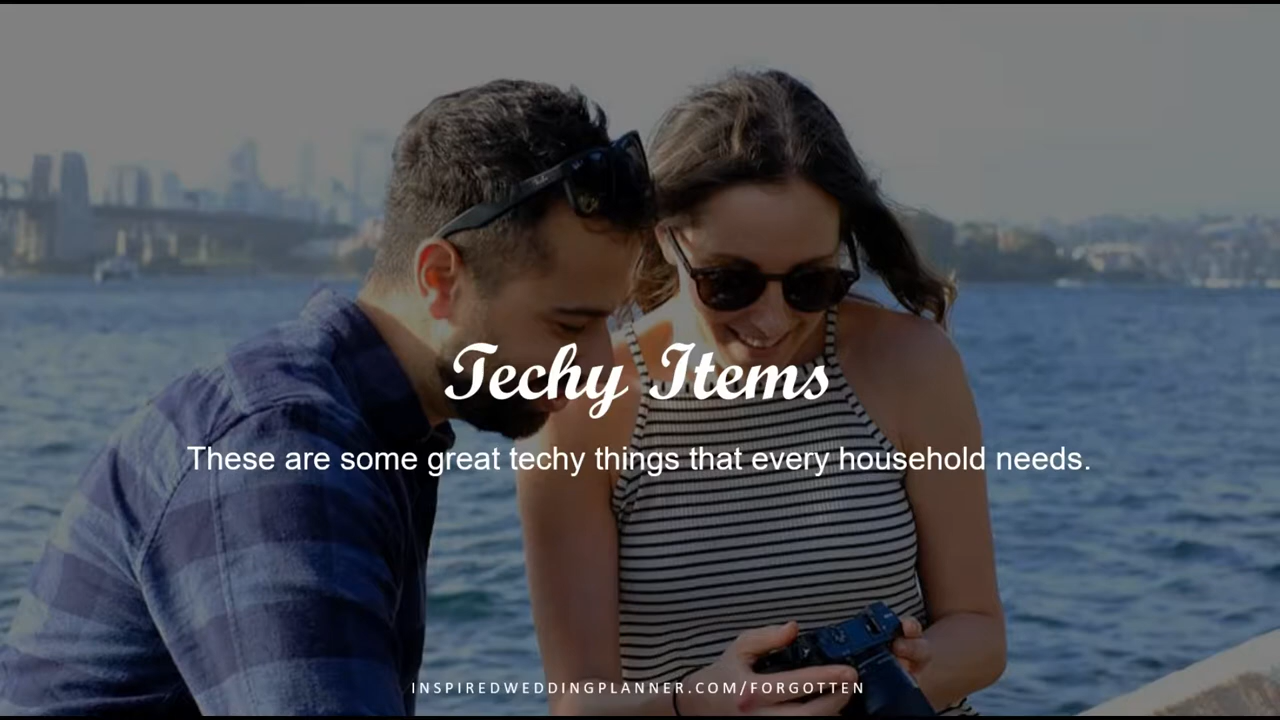 Techy Items
These are some great techy things that every household needs.
INSPIREDWEDDINGPLANNER.COM/FORGOTTEN